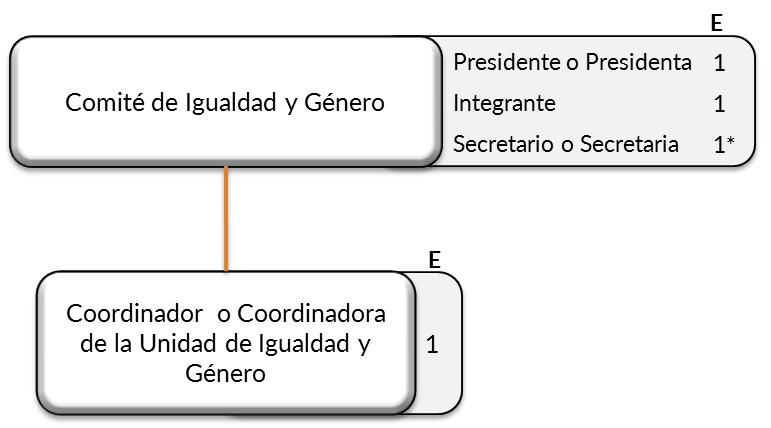 E
Comité de Igualdad y Género
Presidente o Presidenta 1
Integrante 1
Secretario o Secretaria 1*
E
Coordinador o Coordinadora
de la Unidad de Igualdad y
Género
1